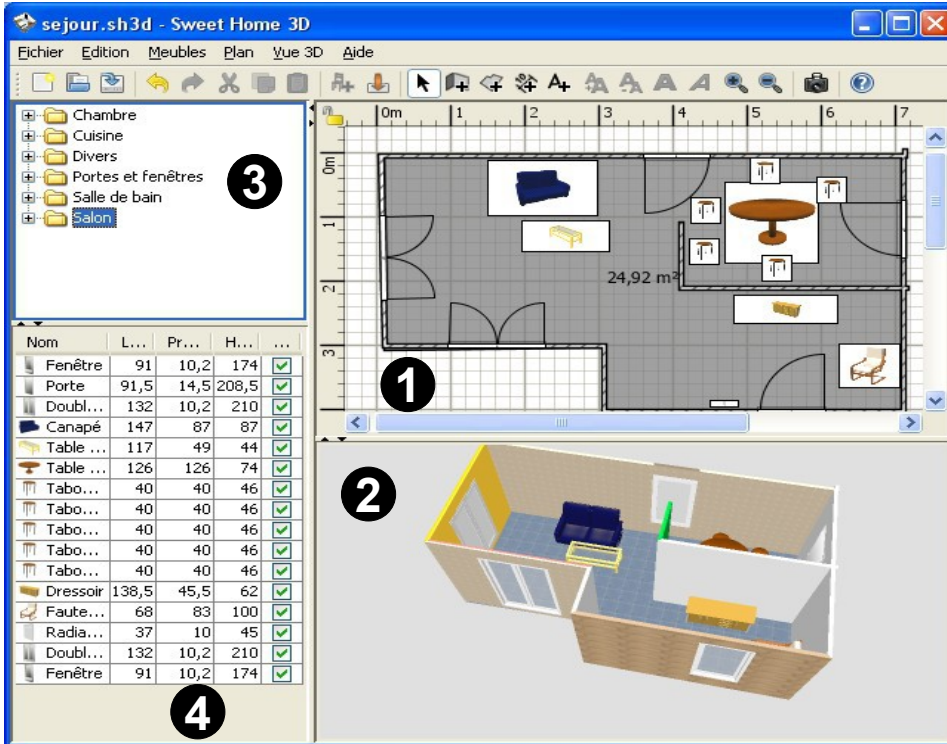 sejour.sh3d - Sweet Home 3D
Fichier Edition Meubles Plan Vue 3D Aide
Chambre
Cuisine
Divers
Portes et fenêtres
Salle de bain
Salon
3
0m 1 2 3 4 5 6 7
0m
1
2
3
24,92 m²
1
Nom L... Pr... H... ...
Fenêtre 91 10,2 174
Porte 91,5 14,5 208,5
Doubl... 132 10,2 210
Canapé 147 87 87
Table ... 117 49 44
Table ... 126 126 74
Tabo... 40 40 46
Tabo... 40 40 46
Tabo... 40 40 46
Tabo... 40 40 46
Tabo... 40 40 46
Dressoir 138,5 45,5 62
Faute... 68 83 100
Radia... 37 10 45
Doubl... 132 10,2 210
Fenêtre 91 10,2 174
4
2